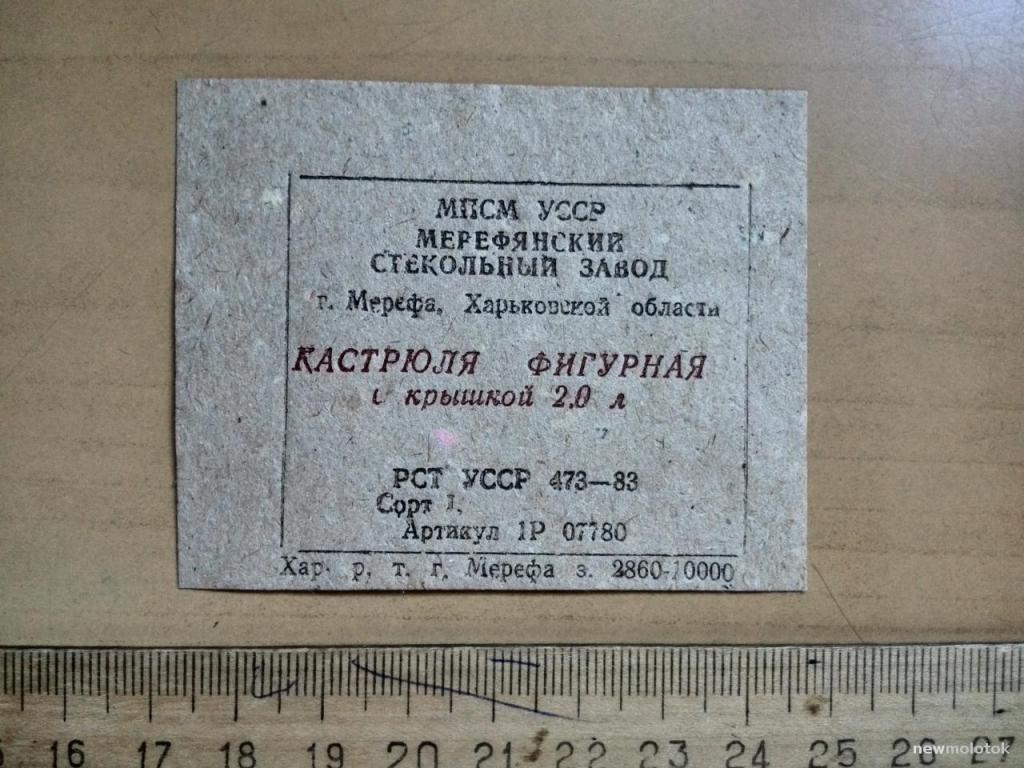 МПСМ УССР
МЕРЕФЯНСКИЙ
СТЕКОЛЬНЫЙ ЗАВОД
г. Мерефа, Харьковской области
КАСТРЮЛЯ ФИГУРНАЯ
с крышкой 2,0 л
РСТ УССР 473—83
Сорт 1.
Артикул 1Р 07780
Хар. р. т. г. Мерефа з. 2860-10000
16 17 18 19 20 21 22 23 24 25 26 27
newmolotok